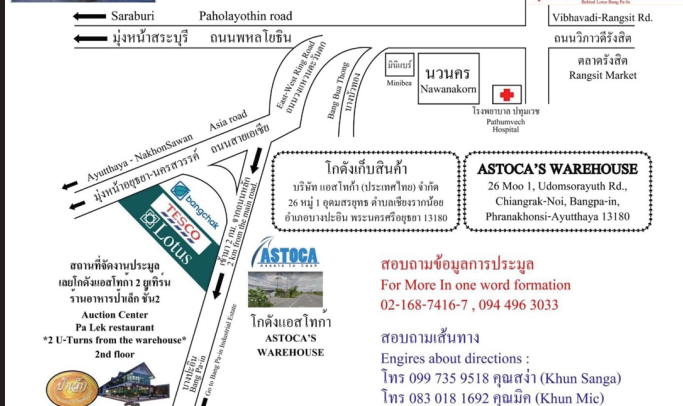 Behind Lotus Bang Pa-In
Saraburi Paholayothin road
มุ่งหน้าสระบุรี ถนนพหลโยธิน
Vibhavadi-Rangsit Rd.
ถนนวิภาวดีรังสิต
ตลาดรังสิต
Rangsit Market
East-West Ring Road
ถนนวงแหวนตะวันตก
Bang Bua Thong
บางบัวทอง
มินิแบร์
Minibea
นวนคร
Nawanakorn
โรงพยาบาล ปทุมเวช
Pathumvech
Hospital
Asia road
ถนนสายเอเชีย
Ayutthaya - NakhonSawan
มุ่งหน้าอยุธยา-นครสวรรค์
bangchak
TESCO
Lotus
เข้ามา 2 กม. จากถนนหลัก
2 km from the main road
โกดังเก็บสินค้า
บริษัท แอสโทก้า (ประเทศไทย) จำกัด
26 หมู่ 1 อุดมสรยุทธ ตำบลเชียงรากน้อย
อำเภอบางปะอิน พระนครศรีอยุธยา 13180
ASTOCA'S WAREHOUSE
26 Moo 1, Udomsorayuth Rd.,
Chiangrak-Noi, Bangpa-in,
Phranakhonsi-Ayutthaya 13180
สถานที่จัดงานประมูล
เลยโกดังแอสโทก้า 2 ยูเทิร์น
ร้านอาหารป่าเล็ก ชั้น2
Auction Center
Pa Lek restaurant
*2 U-Turns from the warehouse*
2nd floor
ASTOCA
Assets to Cash
โกดังแอสโทก้า
ASTOCA'S
WAREHOUSE
บางปะอิน
Bang Pa-in
Go to Bang Pa-in Industrial Estate
สอบถามข้อมูลการประมูล
For More In one word formation
02-168-7416-7 , 094 496 3033
สอบถามเส้นทาง
Engires about directions :
โทร 099 735 9518 คุณสง่า (Khun Sanga)
โทร 083 018 1692 คุณมิค (Khun Mic)